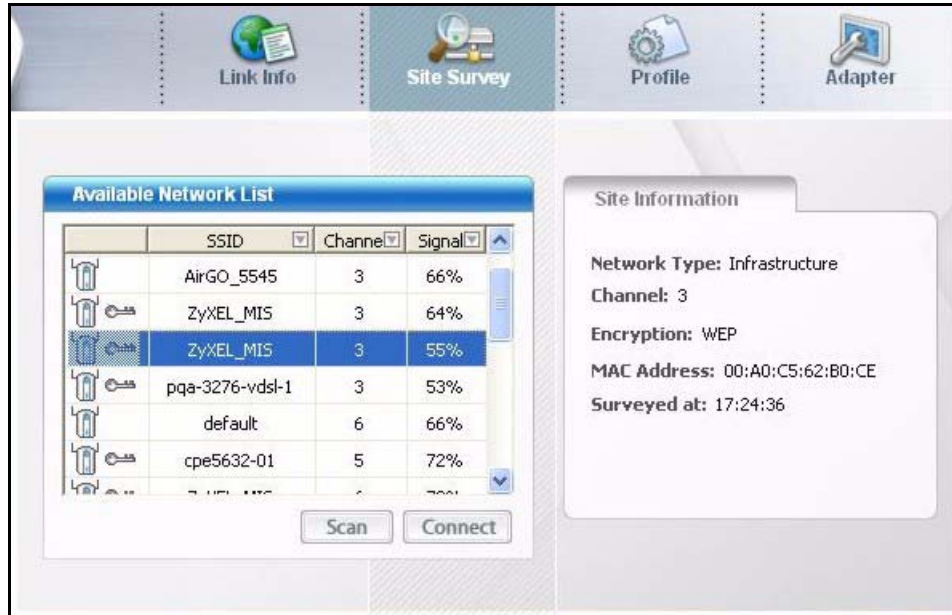 Link Info Site Survey Profile Adapter
Available Network List
SSID Channe Signal
AirGO_5545 3 66%
ZyXEL_MIS 3 64%
ZyXEL_MIS 3 55%
pqa-3276-vdsl-1 3 53%
default 6 66%
cpe5632-01 5 72%
Scan Connect
Site Information
Network Type: Infrastructure
Channel: 3
Encryption: WEP
MAC Address: 00:A0:C5:62:B0:CE
Surveyed at: 17:24:36